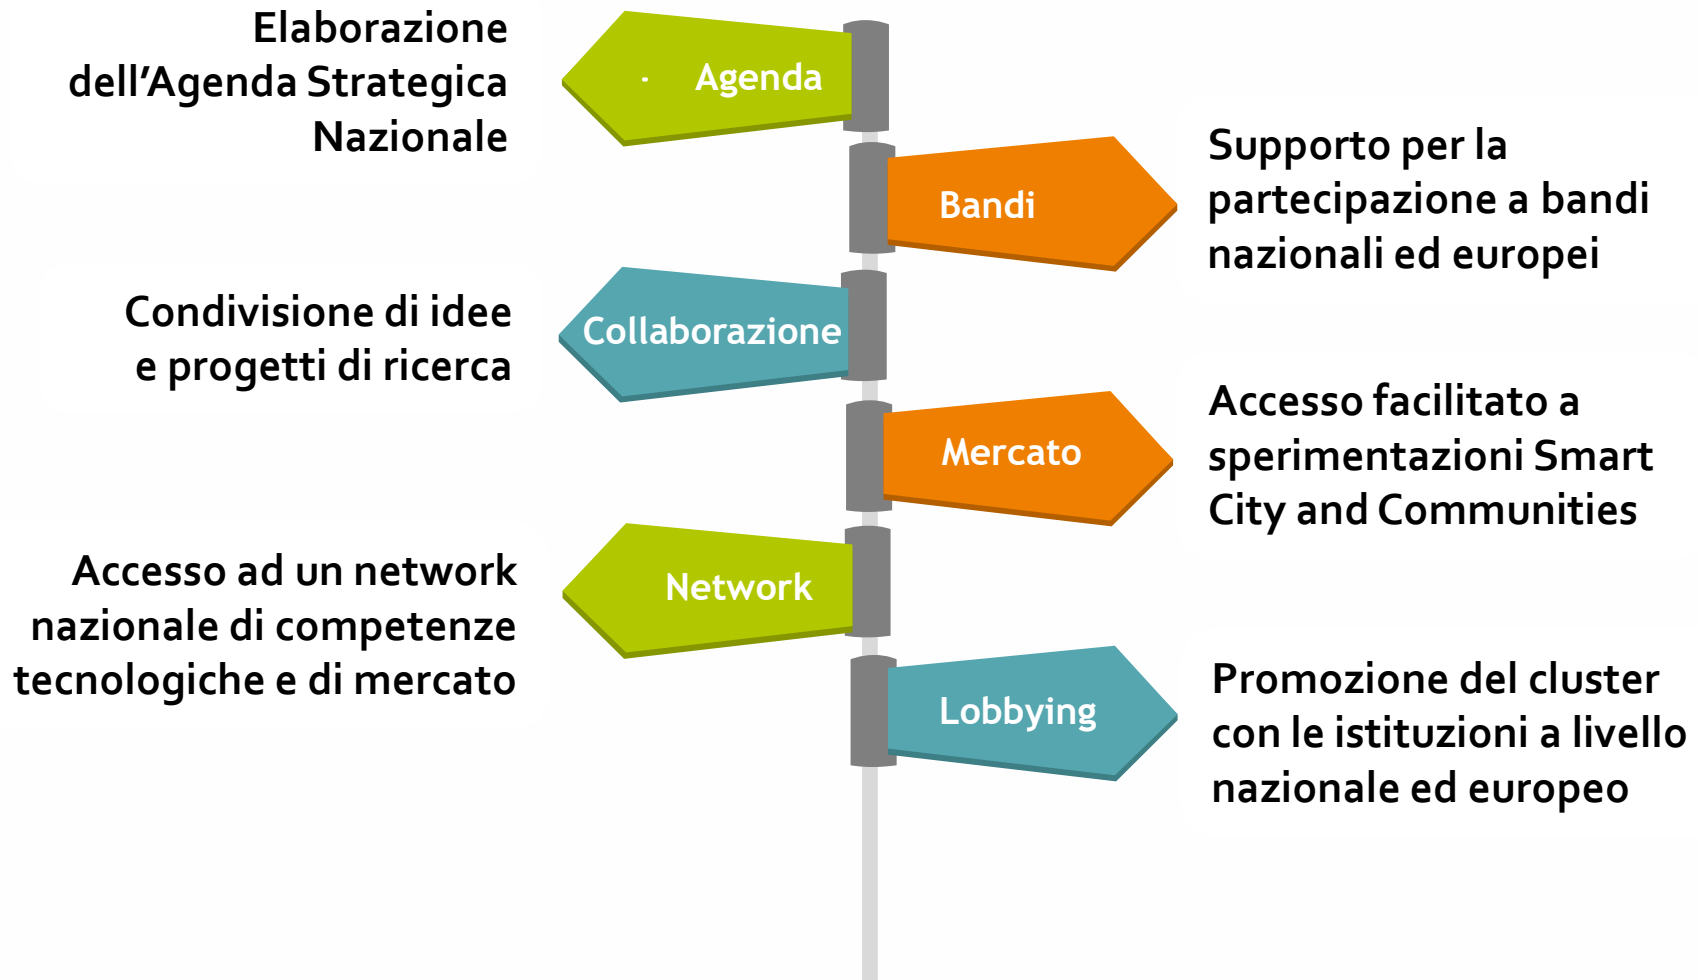 Elaborazione
dell’Agenda Strategica
Nazionale
· Agenda
Bandi
Supporto per la
partecipazione a bandi
nazionali ed europei
Condivisione di idee
e progetti di ricerca
Collaborazione
Mercato
Accesso facilitato a
sperimentazioni Smart
City and Communities
Accesso ad un network
nazionale di competenze
tecnologiche e di mercato
Network
Lobbying
Promozione del cluster
con le istituzioni a livello
nazionale ed europeo